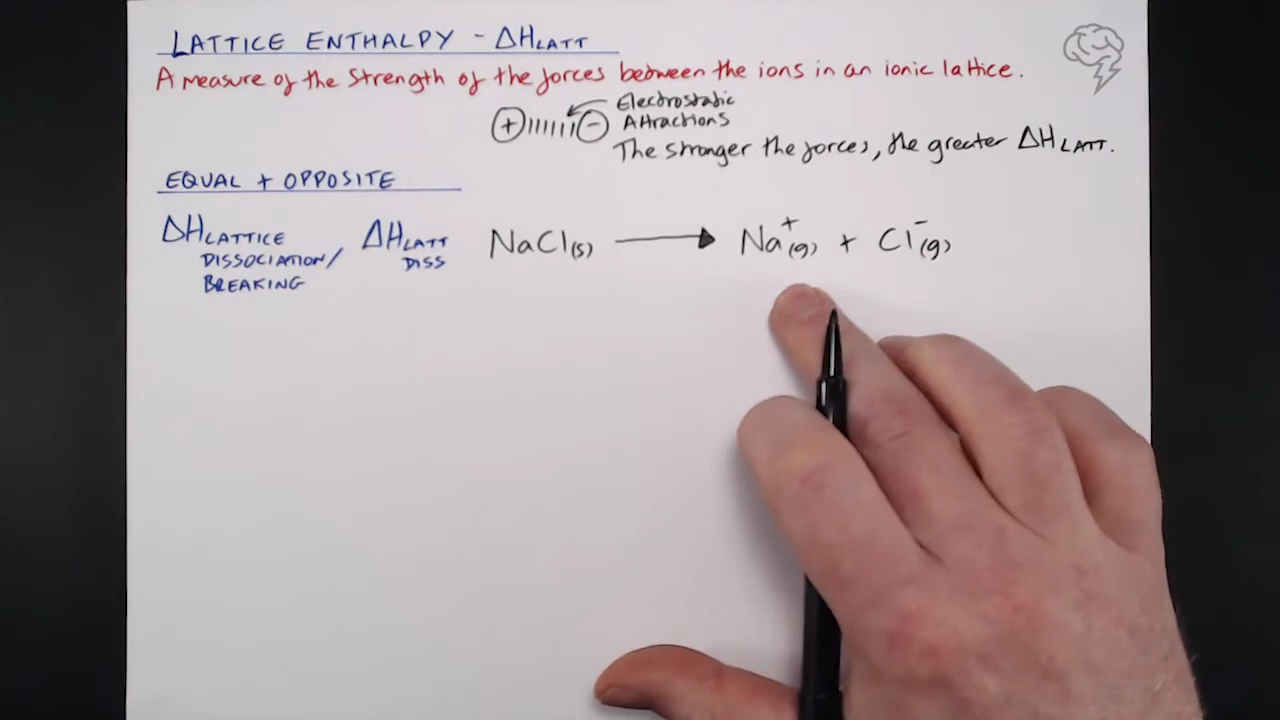 LATTICE ENTHALPY - ΔHLATT
A measure of the strength of the forces between the ions in an ionic lattice.
+ - Electrostatic
Attractions
The stronger the forces, the greater ΔHLATT.
EQUAL + OPPOSITE
ΔHLATTICE DISSOCIATION/BREAKING, ΔHLATT DISS NaCl(s) → Na⁺(g) + Cl⁻(g)